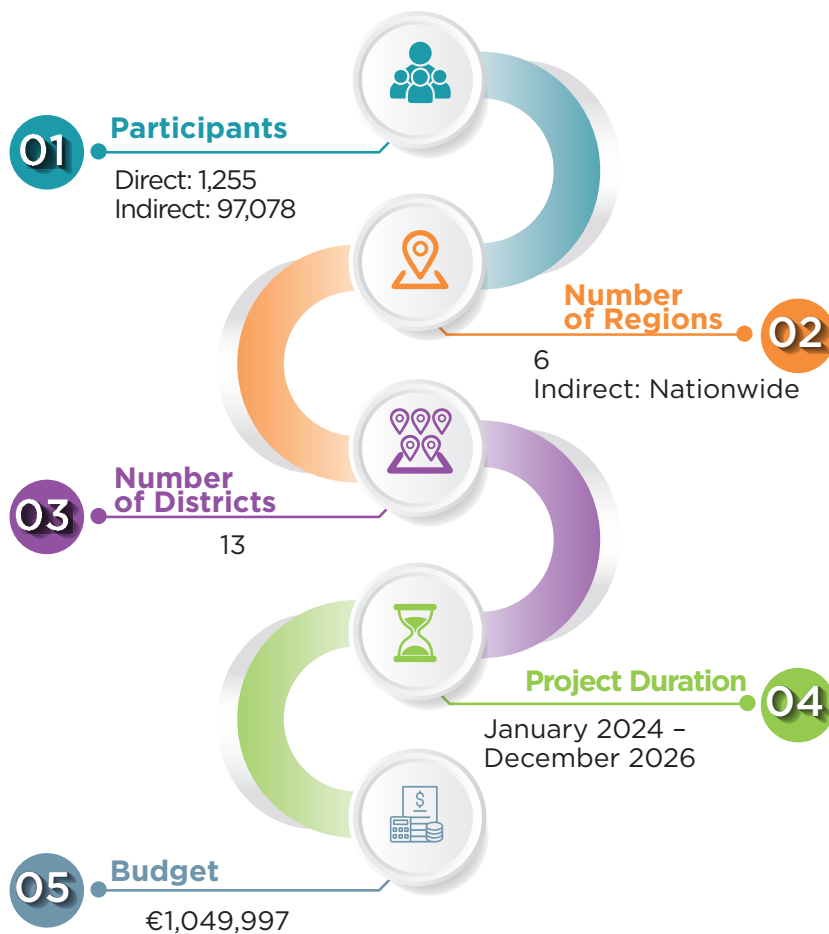 01
Participants
Direct: 1,255
Indirect: 97,078
Number
of Regions
02
6
Indirect: Nationwide
Number
of Districts
03
13
Project Duration
04
January 2024 –
December 2026
$
Budget
05
€1,049,997